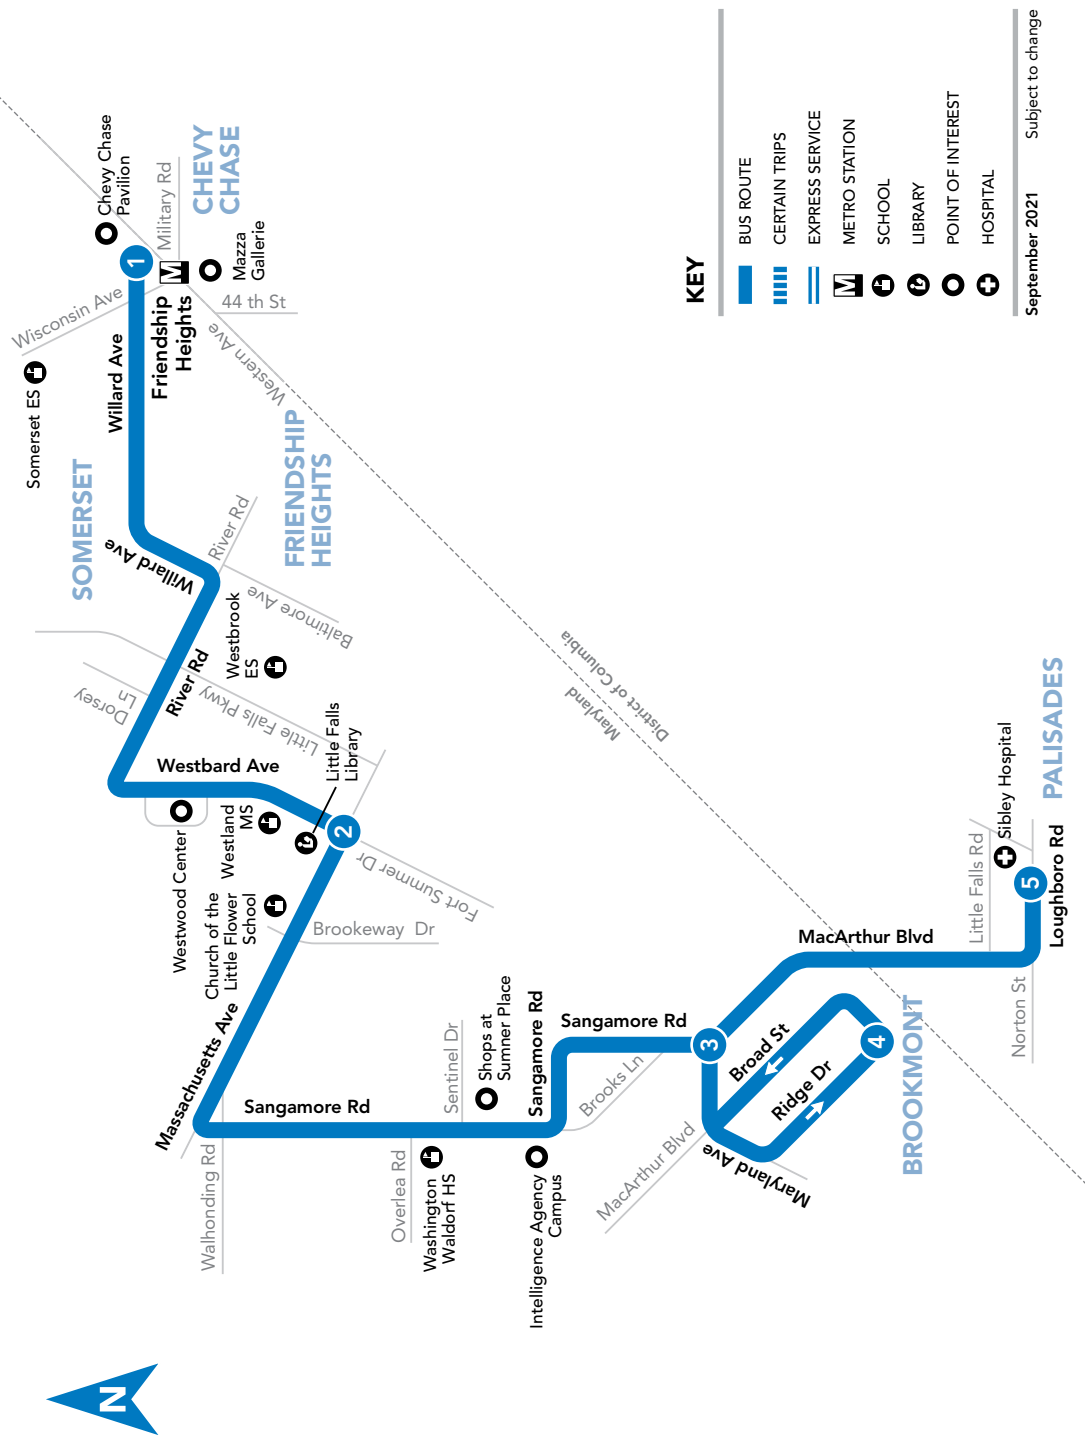 N
Somerset ES
Wisconsin Ave
Chevy Chase
Pavilion
1
Military Rd
CHEVY
CHASE
M
Mazza
Gallerie
44 th St
Western Ave
Willard Ave
Friendship
Heights
SOMERSET
FRIENDSHIP
HEIGHTS
Willard Ave
River Rd
Baltimore Ave
Westbrook
ES
River Rd
Dorsey
Ln
Little Falls Pkwy
Westbard Ave
Little Falls
Library
Westwood Center
Westland
MS
2
Fort Summer Dr
Church of the
Little Flower
School
Brookeway Dr
Massachusetts Ave
Walhonding Rd
Sangamore Rd
Overlea Rd
Sentinel Dr
Washington
Waldorf HS
Shops at
Sumner Place
Intelligence Agency
Campus
Sangamore Rd
Sangamore Rd
Brooks Ln
3
MacArthur Blvd
Maryland Ave
Broad St
Ridge Dr
4
BROOKMONT
MacArthur Blvd
Maryland
District of Columbia
Little Falls Rd
Sibley Hospital
Norton St
5
Loughboro Rd
PALISADES
KEY
BUS ROUTE
CERTAIN TRIPS
EXPRESS SERVICE
M METRO STATION
SCHOOL
LIBRARY
POINT OF INTEREST
HOSPITAL
September 2021 Subject to change